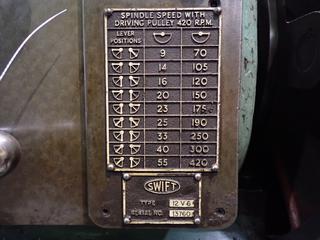 SPINDLE SPEED WITH
DRIVING PULLEY 420 R.P.M.
LEVER
POSITIONS
9 70
14 105
16 120
20 150
23 175
25 190
33 250
40 300
55 420
SWIFT
TYPE 12 V 6
SERIAL NO. 13760